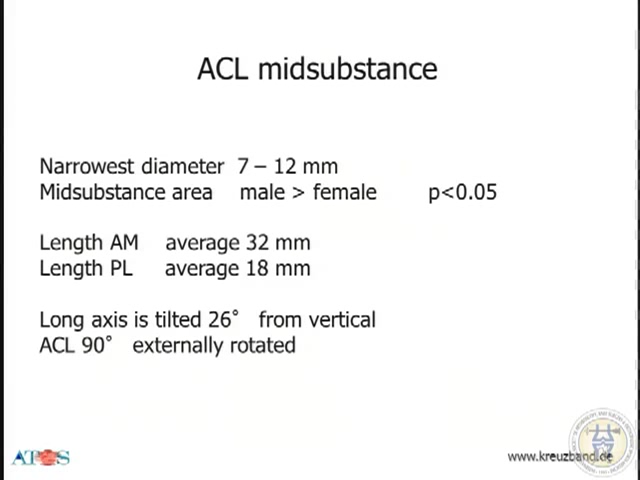 ACL midsubstance
Narrowest diameter 7 – 12 mm
Midsubstance area male > female p<0.05
Length AM average 32 mm
Length PL average 18 mm
Long axis is tilted 26° from vertical
ACL 90° externally rotated
ATOS
www.kreuzband.de